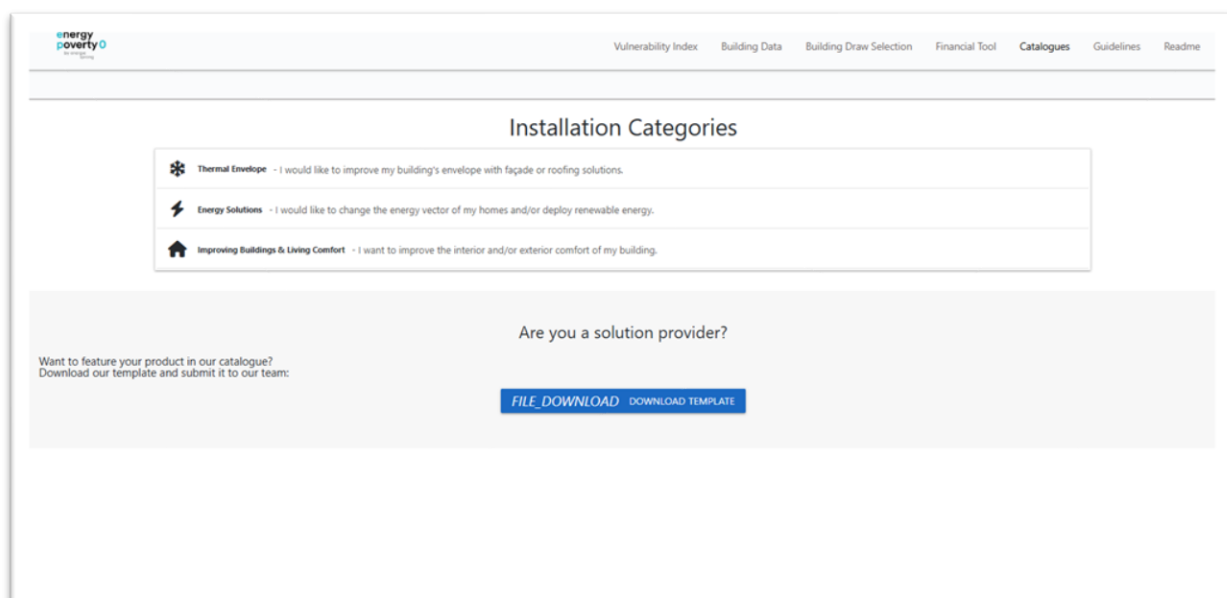 energy
poverty 0
Vulnerability Index Building Data Building Draw Selection Financial Tool Catalogues Guidelines Readme
Installation Categories
Thermal Envelope - I would like to improve my building's envelope with façade or roofing solutions.
Energy Solutions - I would like to change the energy vector of my homes and/or deploy renewable energy.
Improving Buildings & Living Comfort - I want to improve the interior and/or exterior comfort of my building.
Are you a solution provider?
Want to feature your product in our catalogue?
Download our template and submit it to our team:
FILE_DOWNLOAD DOWNLOAD TEMPLATE